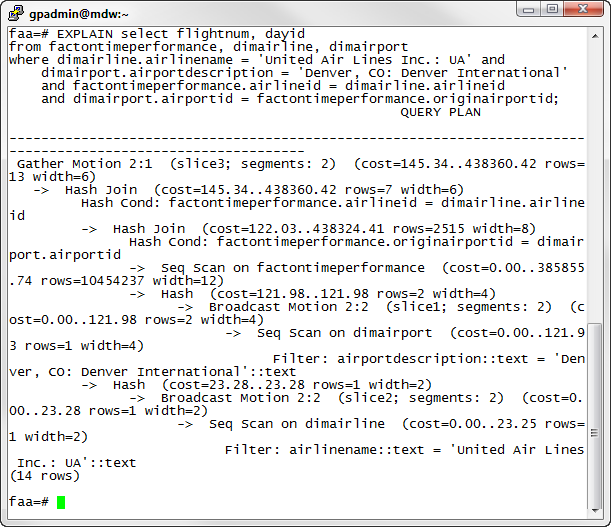 gpadmin@mdw:~
faa=# EXPLAIN select flightnum, dayid
from factontimeperformance, dimairline, dimairport
where dimairline.airlinename = 'United Air Lines Inc.: UA' and
    dimairport.airportdescription = 'Denver, CO: Denver International'
    and factontimeperformance.airlineid = dimairline.airlineid
    and dimairport.airportid = factontimeperformance.originairportid;
                                                 QUERY PLAN
------------------------------------------------------------------------
-------------------------------------
 Gather Motion 2:1  (slice3; segments: 2)  (cost=145.34..438360.42 rows=
13 width=6)
   ->  Hash Join  (cost=145.34..438360.42 rows=7 width=6)
         Hash Cond: factontimeperformance.airlineid = dimairline.airline
id
         ->  Hash Join  (cost=122.03..438324.41 rows=2515 width=8)
               Hash Cond: factontimeperformance.originairportid = dimair
port.airportid
               ->  Seq Scan on factontimeperformance  (cost=0.00..385855
.74 rows=10454237 width=12)
               ->  Hash  (cost=121.98..121.98 rows=2 width=4)
                     ->  Broadcast Motion 2:2  (slice1; segments: 2)  (c
ost=0.00..121.98 rows=2 width=4)
                           ->  Seq Scan on dimairport  (cost=0.00..121.9
3 rows=1 width=4)
                                 Filter: airportdescription::text = 'Den
ver, CO: Denver International'::text
         ->  Hash  (cost=23.28..23.28 rows=1 width=2)
               ->  Broadcast Motion 2:2  (slice2; segments: 2)  (cost=0.
00..23.28 rows=1 width=2)
                     ->  Seq Scan on dimairline  (cost=0.00..23.25 rows=
1 width=2)
                           Filter: airlinename::text = 'United Air Lines
 Inc.: UA'::text
(14 rows)
faa=#